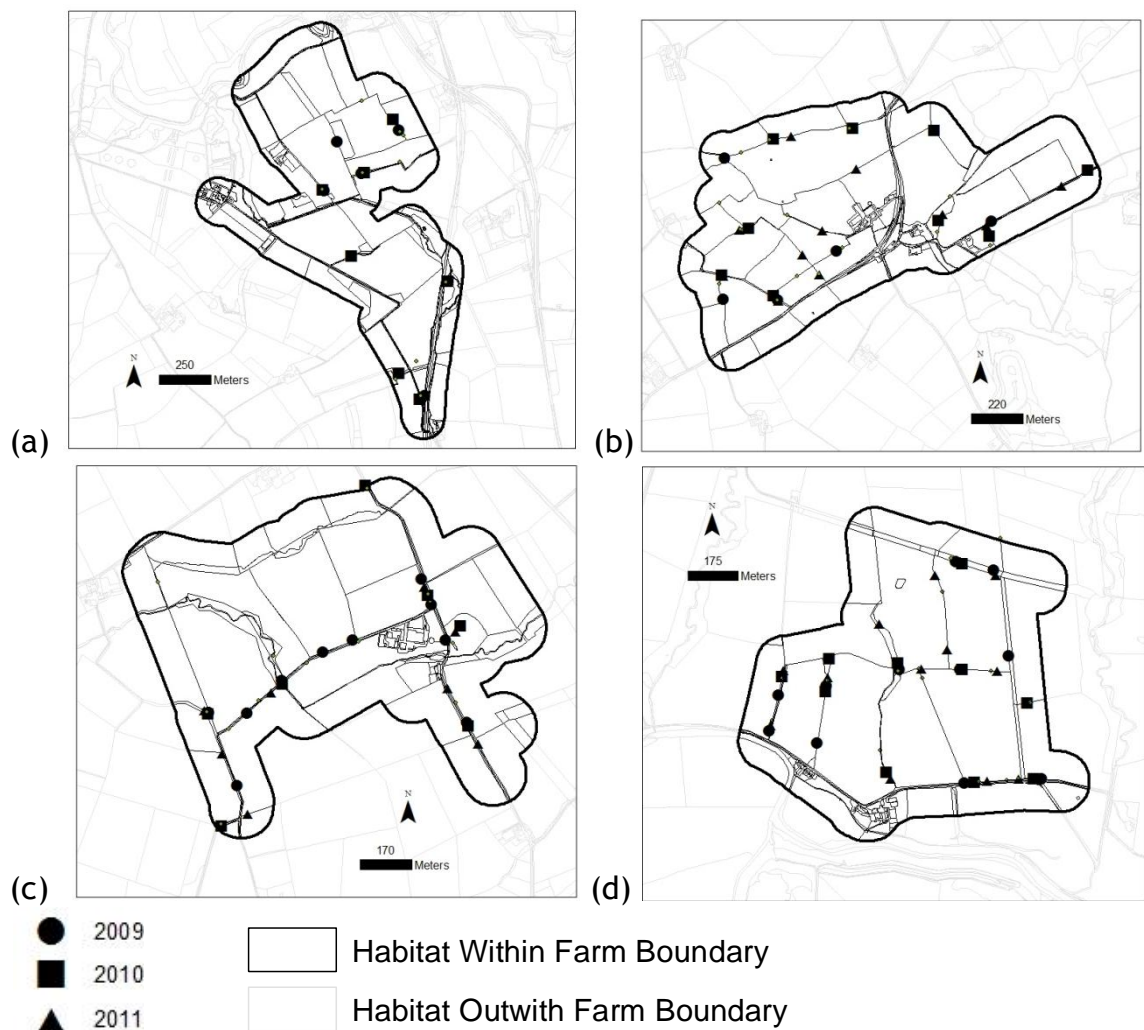 N
250
Meters
(a)
N
220
Meters
(b)
N
170
Meters
(c)
N
175
Meters
(d)
2009
2010
2011
Habitat Within Farm Boundary
Habitat Outwith Farm Boundary